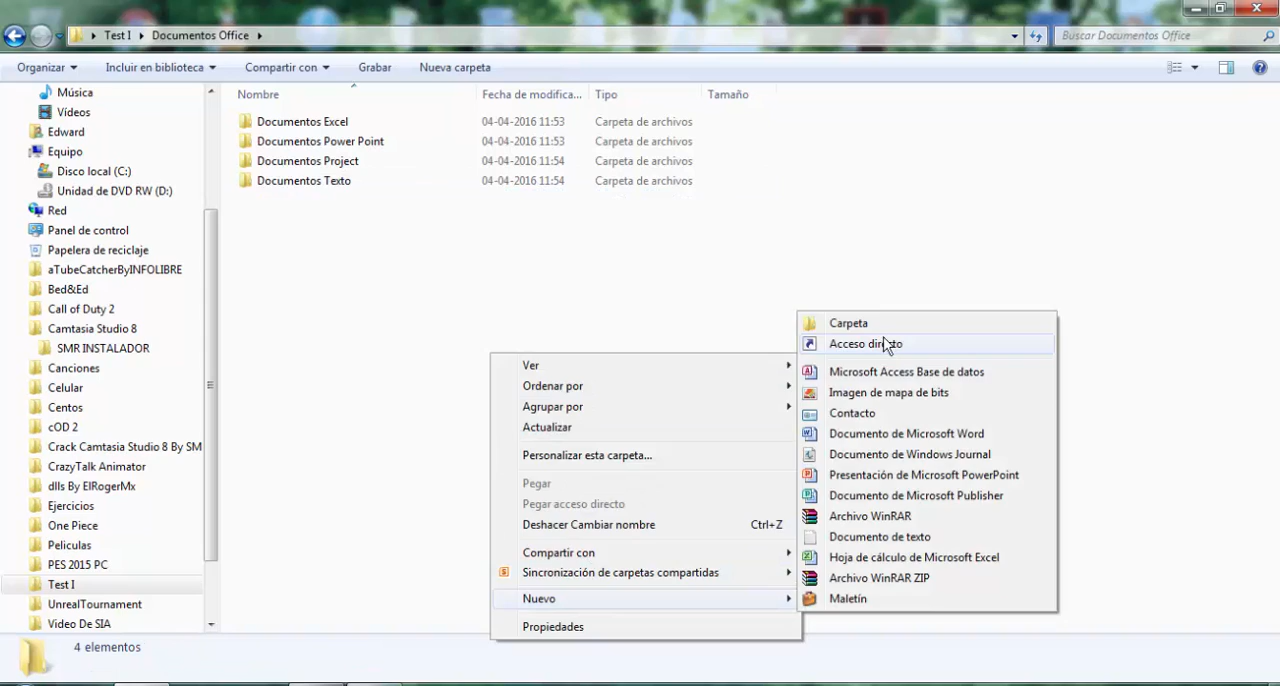 Test I
Documentos Office
Buscar Documentos Office
Organizar
Incluir en biblioteca
Compartir con
Grabar
Nueva carpeta
Música
Vídeos
Edward
Equipo
Disco local (C:)
Unidad de DVD RW (D:)
Red
Panel de control
Papelera de reciclaje
aTubeCatcherByINFOLIBRE
Bed&Ed
Call of Duty 2
Camtasia Studio 8
SMR INSTALADOR
Canciones
Celular
Centos
cOD 2
Crack Camtasia Studio 8 By SM
CrazyTalk Animator
dlls By ElRogerMx
Ejercicios
One Piece
Peliculas
PES 2015 PC
Test I
UnrealTournament
Video De SIA
Nombre
Fecha de modifica...
Tipo
Tamaño
Documentos Excel
04-04-2016 11:53
Carpeta de archivos
Documentos Power Point
04-04-2016 11:53
Carpeta de archivos
Documentos Project
04-04-2016 11:54
Carpeta de archivos
Documentos Texto
04-04-2016 11:54
Carpeta de archivos
Ver
Ordenar por
Agrupar por
Actualizar
Personalizar esta carpeta...
Pegar
Pegar acceso directo
Deshacer Cambiar nombre
Ctrl+Z
Compartir con
Sincronización de carpetas compartidas
Nuevo
Propiedades
Carpeta
Acceso directo
Microsoft Access Base de datos
Imagen de mapa de bits
Contacto
Documento de Microsoft Word
Documento de Windows Journal
Presentación de Microsoft PowerPoint
Documento de Microsoft Publisher
Archivo WinRAR
Documento de texto
Hoja de cálculo de Microsoft Excel
Archivo WinRAR ZIP
Maletín
4 elementos